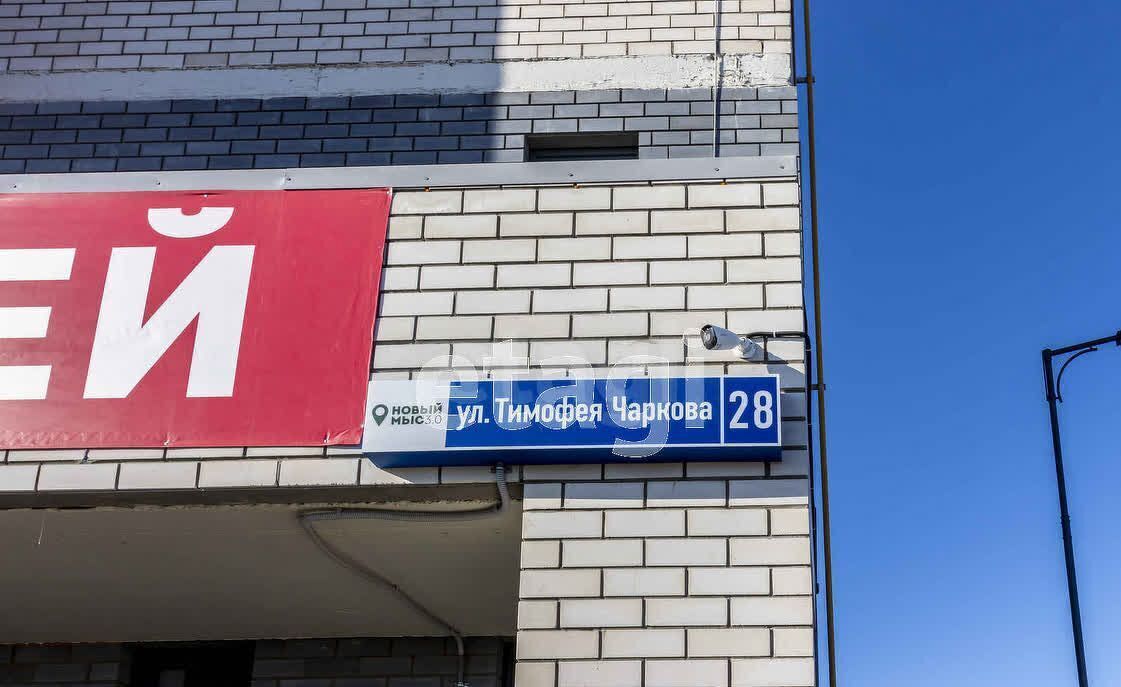 ЕЙ
НОВЫЙ
МЫС 3.0
ул. Тимофея Чаркова
28
etagi